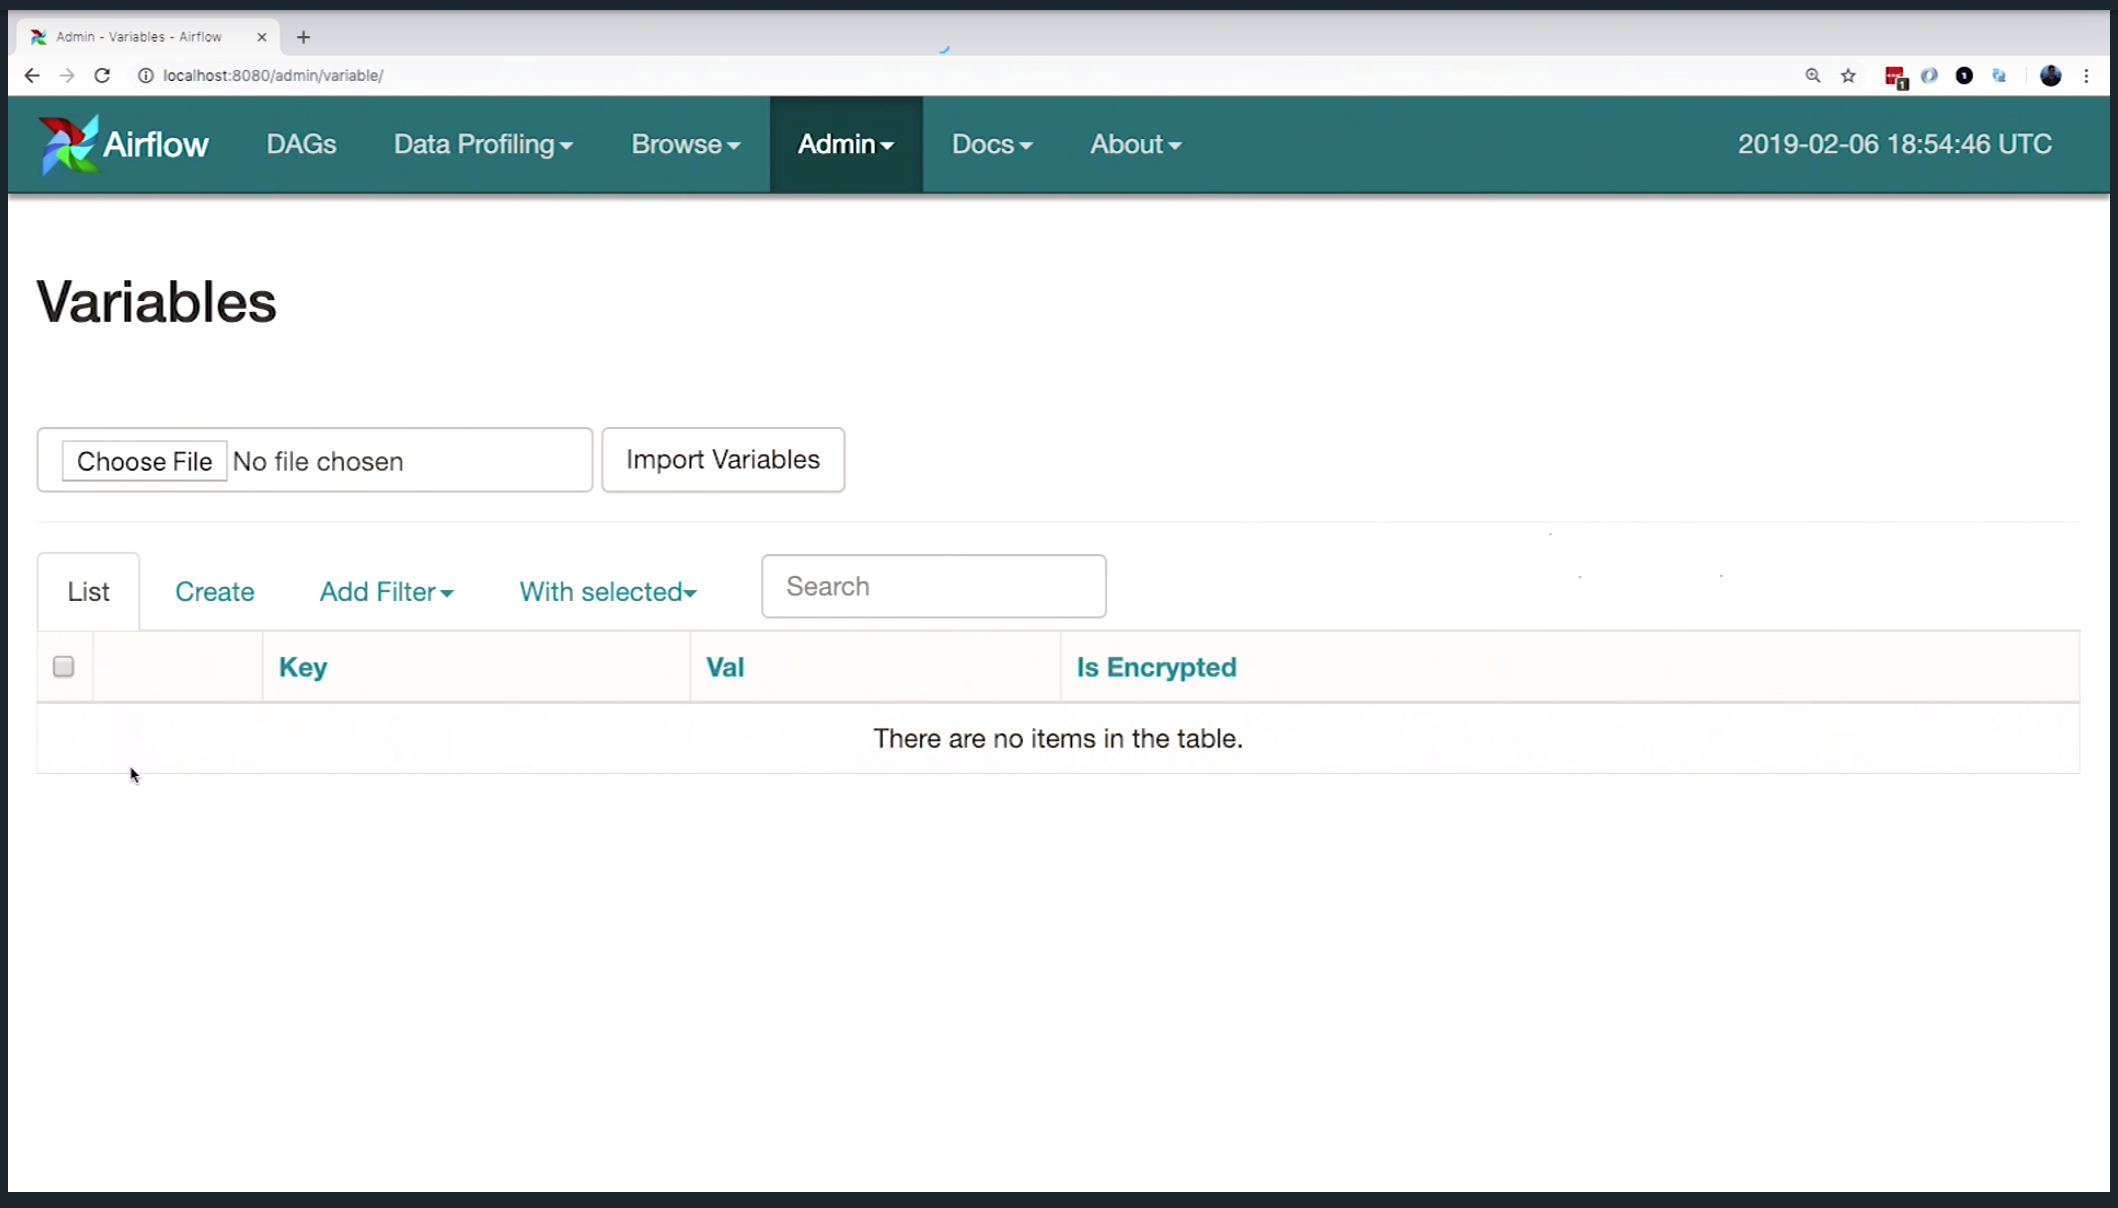 Admin - Variables - Airflow
localhost:8080/admin/variable/
1
Airflow DAGs Data Profiling Browse Admin Docs About 2019-02-06 18:54:46 UTC
Variables
Choose File No file chosen Import Variables
List Create Add Filter With selected Search
Key Val Is Encrypted
There are no items in the table.